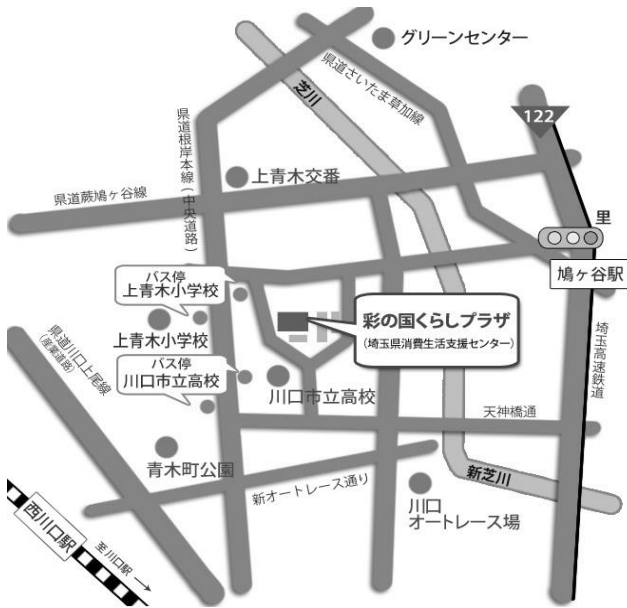 グリーンセンター
芝川
県道さいたま草加線
122
県道根岸本線(中央道路)
上青木交番
県道蕨鳩ヶ谷線
里
鳩ヶ谷駅
バス停
上青木小学校
彩の国くらしプラザ
(埼玉県消費生活支援センター)
上青木小学校
県道川口上尾線
(産業道路)
埼玉高速鉄道
バス停
川口市立高校
川口市立高校
天神橋通
青木町公園
新オートレース通り
新芝川
川口
オートレース場
西川口駅
至川口駅